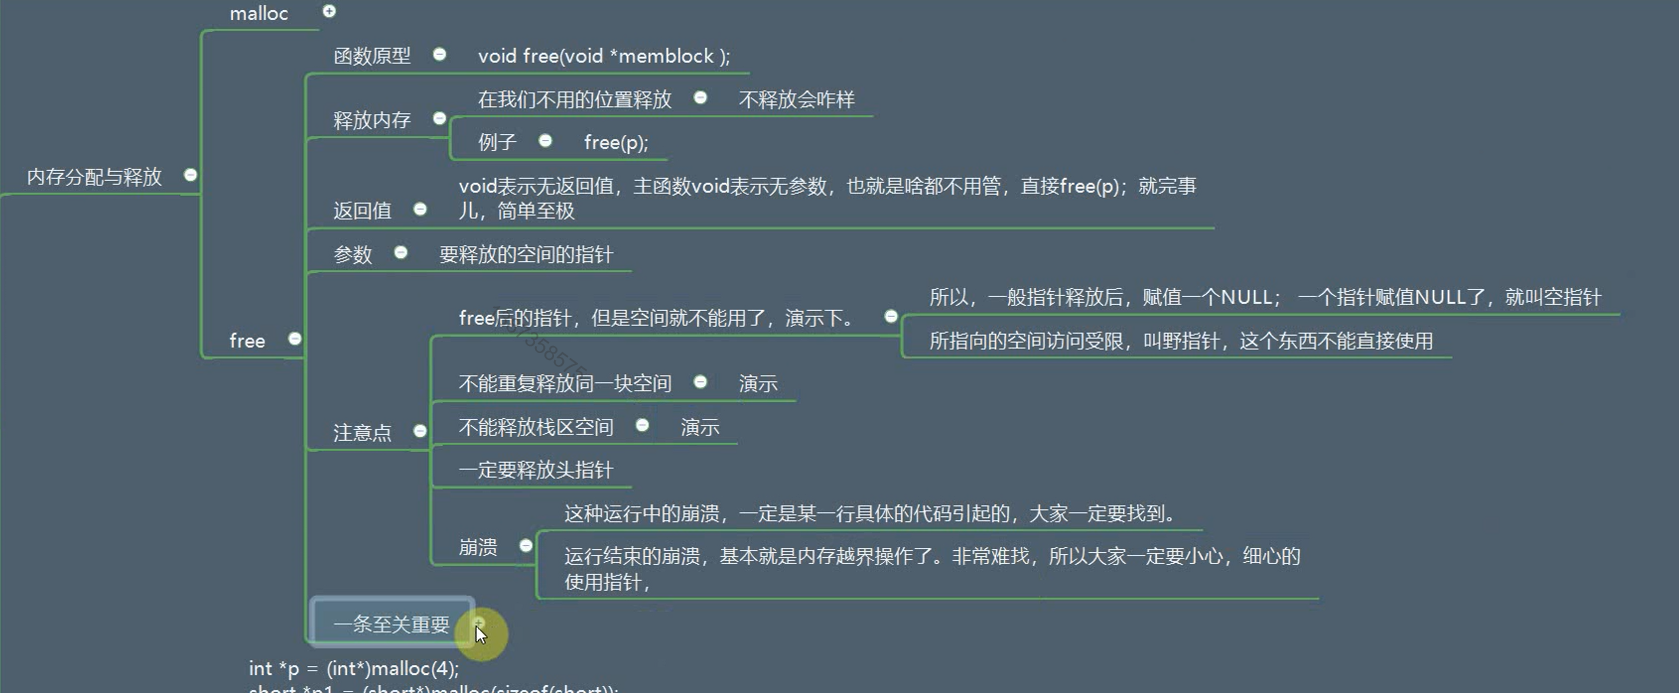 malloc
函数原型
void free(void *memblock );
在我们不用的位置释放
不释放会咋样
释放内存
例子
free(p);
内存分配与释放
void表示无返回值，主函数void表示无参数，也就是啥都不用管，直接free(p)；就完事
儿，简单至极
返回值
参数
要释放的空间的指针
所以，一般指针释放后，赋值一个NULL； 一个指针赋值NULL了，就叫空指针
free后的指针，但是空间就不能用了，演示下。
所指向的空间访问受限，叫野指针，这个东西不能直接使用
free
不能重复释放同一块空间
演示
注意点
不能释放栈区空间
演示
一定要释放头指针
这种运行中的崩溃，一定是某一行具体的代码引起的，大家一定要找到。
崩溃
运行结束的崩溃，基本就是内存越界操作了。非常难找，所以大家一定要小心，细心的
使用指针，
一条至关重要
int *p = (int*)malloc(4);
short *p1 = (short*)malloc(sizeof(short));